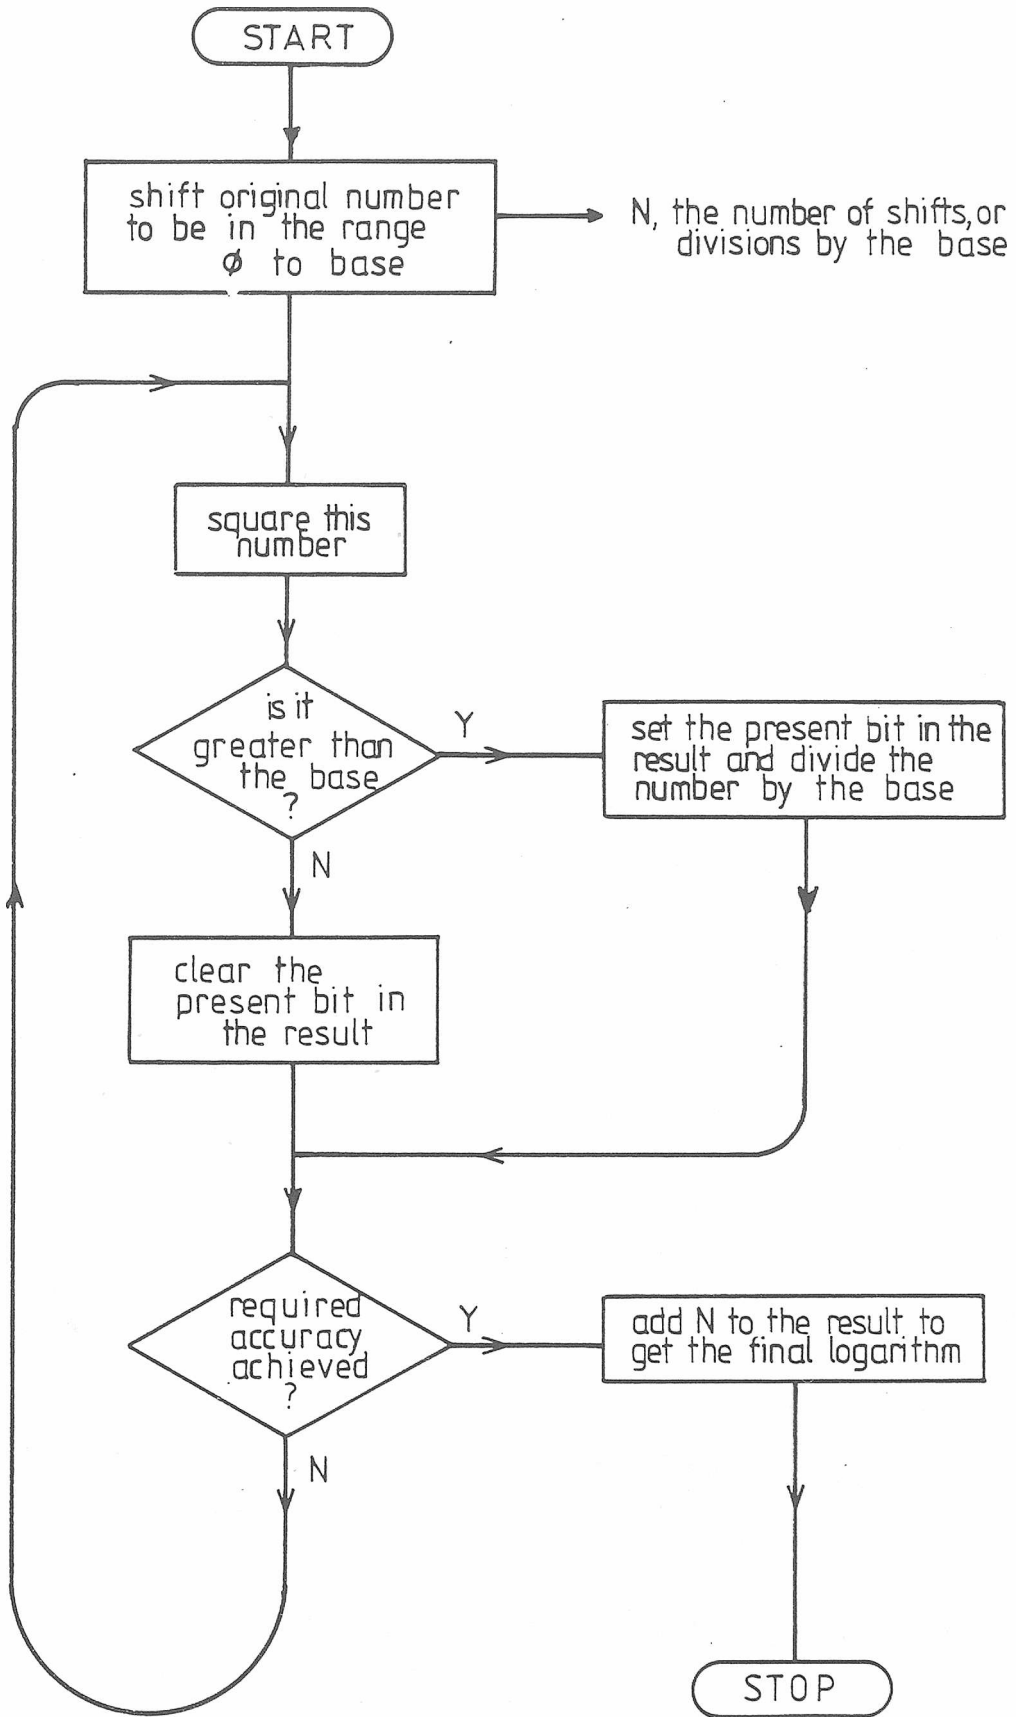 START
shift original number
to be in the range
ϕ to base
N, the number of shifts, or
divisions by the base
square this
number
is it
greater than
the base
?
Y
set the present bit in the
result and divide the
number by the base
N
clear the
present bit in
the result
required
accuracy
achieved
?
Y
add N to the result to
get the final logarithm
N
STOP